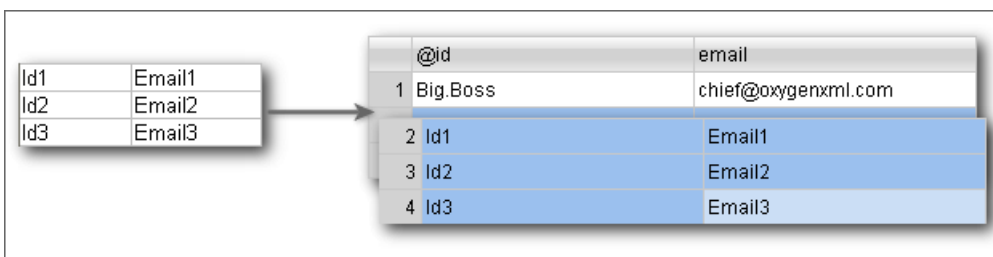 Id1 Email1
Id2 Email2
Id3 Email3
@id email
1 Big.Boss chief@oxygenxml.com
2 Id1 Email1
3 Id2 Email2
4 Id3 Email3